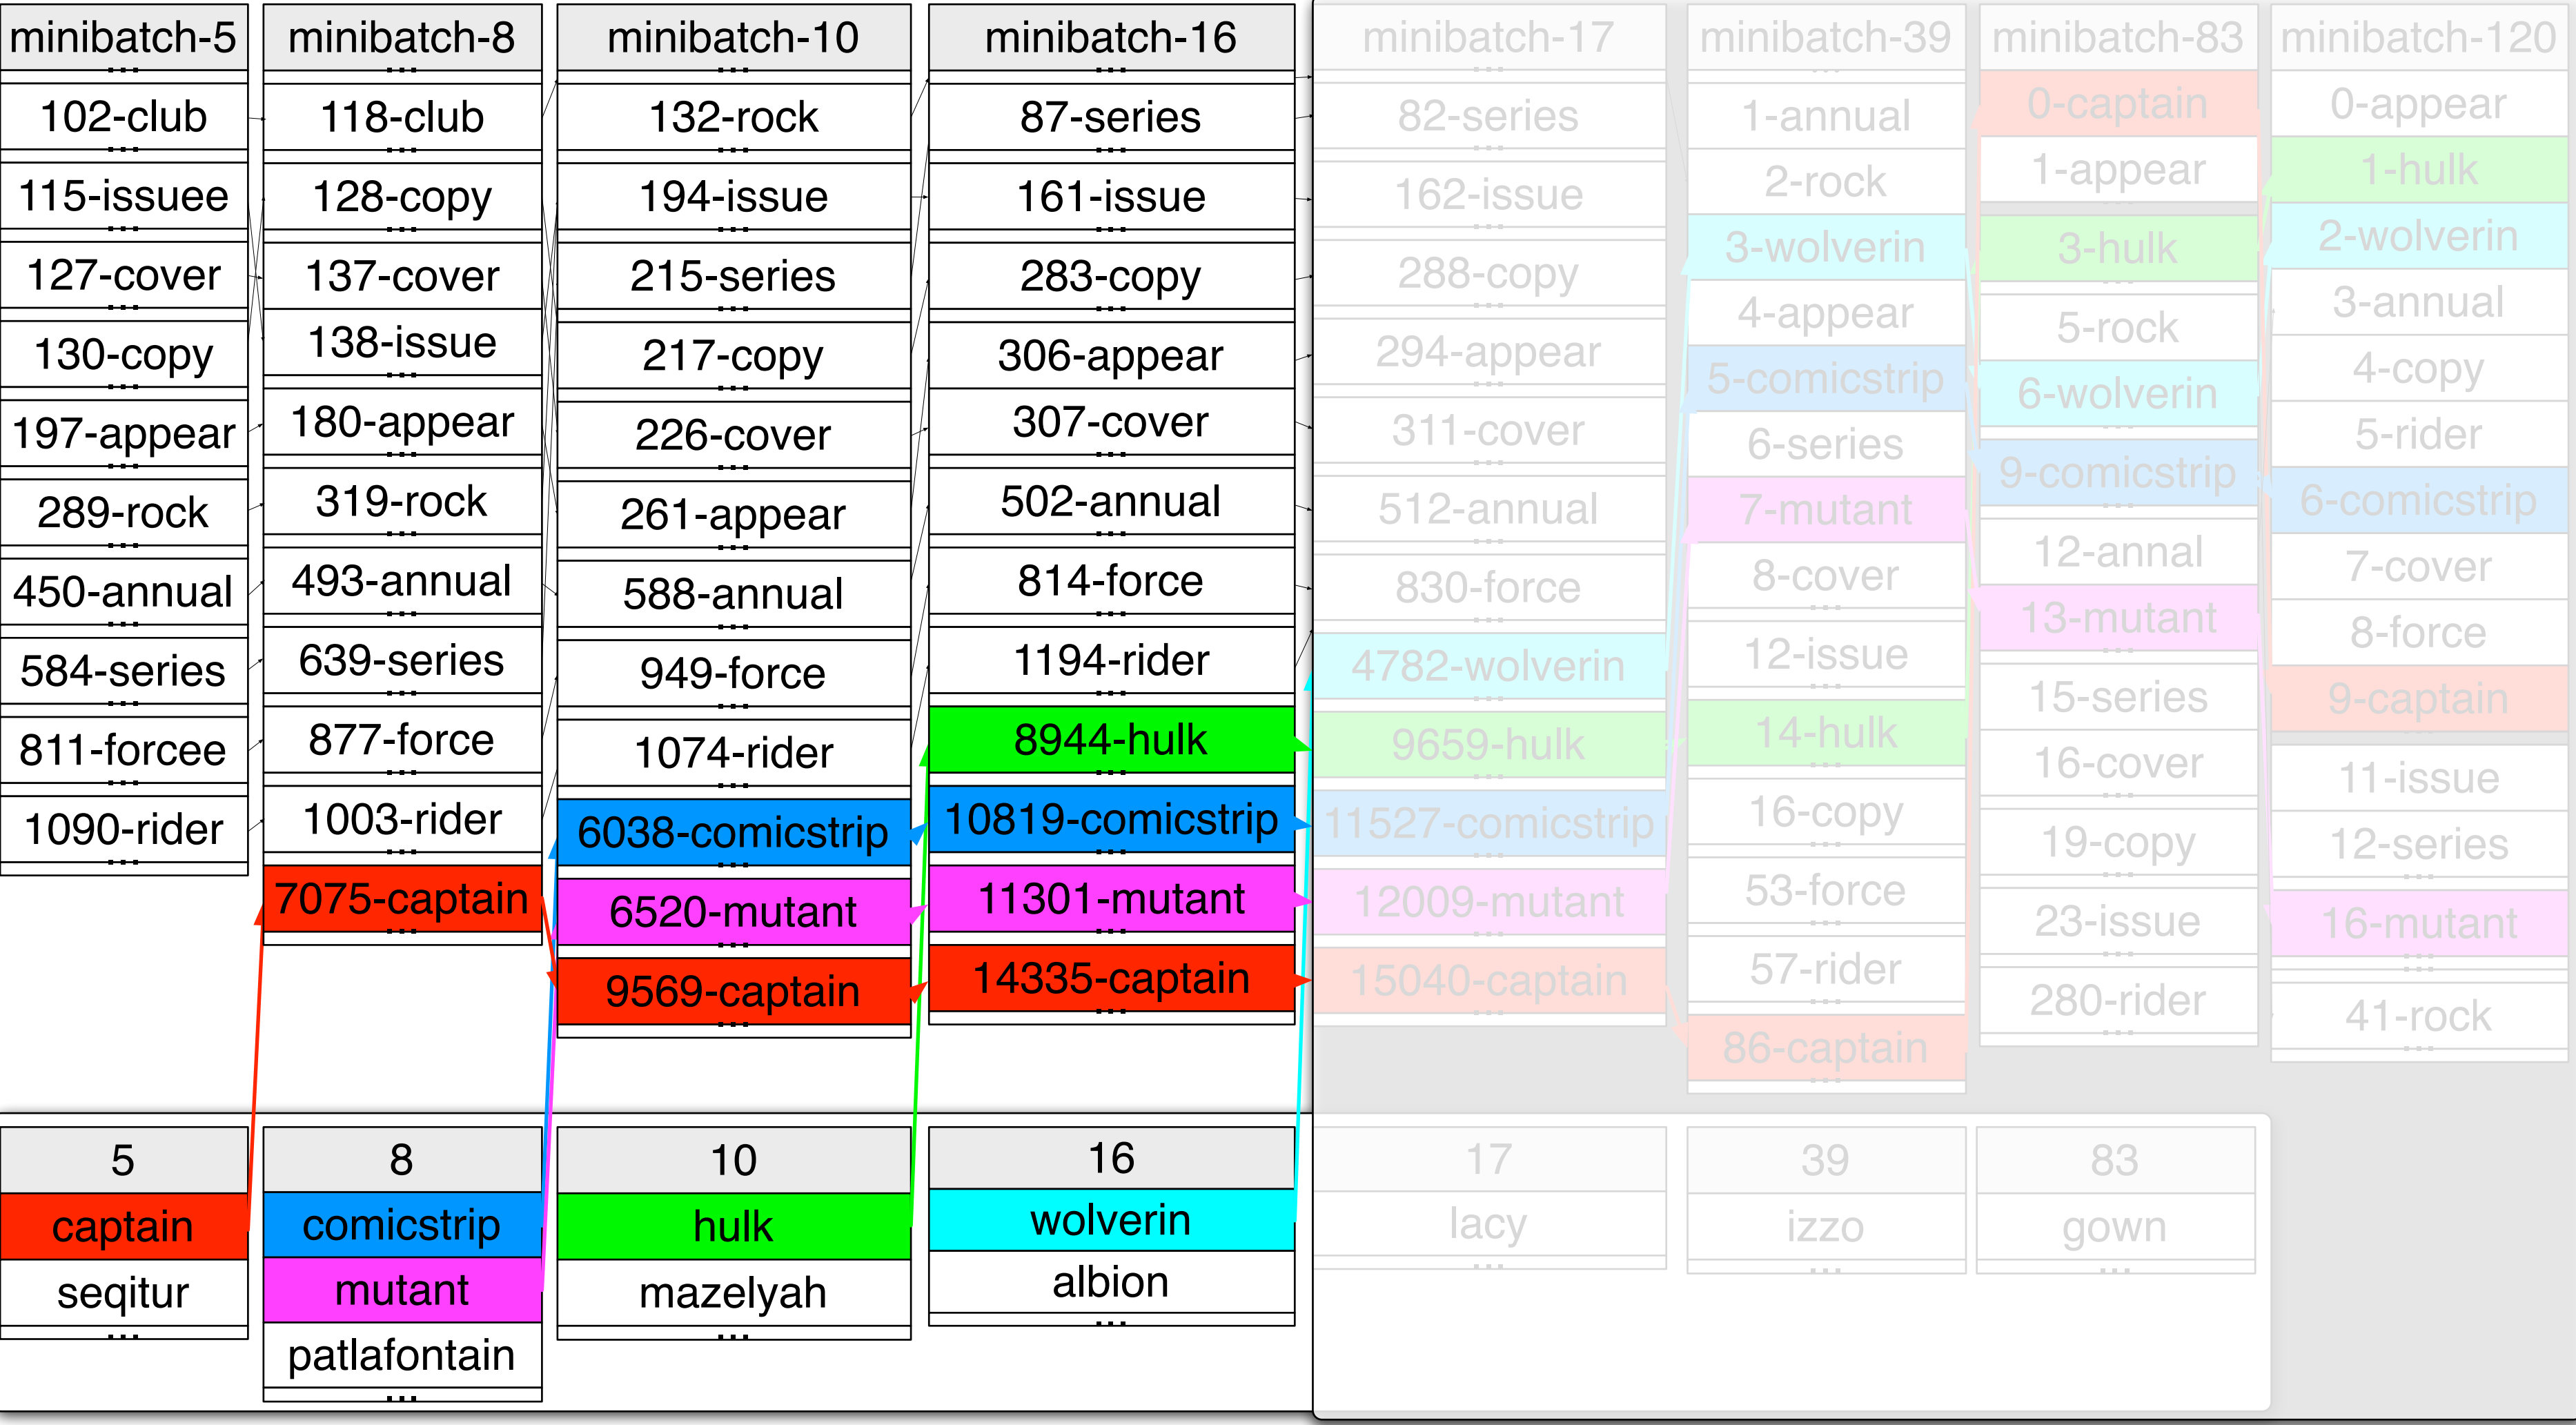 minibatch-5
102-club
115-issuee
127-cover
130-copy
197-appear
289-rock
450-annual
584-series
811-forcee
1090-rider
minibatch-8
118-club
128-copy
137-cover
138-issue
180-appear
319-rock
493-annual
639-series
877-force
1003-rider
7075-captain
minibatch-10
132-rock
194-issue
215-series
217-copy
226-cover
261-appear
588-annual
949-force
1074-rider
6038-comicstrip
6520-mutant
9569-captain
minibatch-16
87-series
161-issue
283-copy
306-appear
307-cover
502-annual
814-force
1194-rider
8944-hulk
10819-comicstrip
11301-mutant
14335-captain
minibatch-17
82-series
162-issue
288-copy
294-appear
311-cover
512-annual
830-force
4782-wolverin
9659-hulk
11527-comicstrip
12009-mutant
15040-captain
minibatch-39
1-annual
2-rock
3-wolverin
4-appear
5-comicstrip
6-series
7-mutant
8-cover
12-issue
14-hulk
16-copy
53-force
57-rider
86-captain
minibatch-83
0-captain
1-appear
3-hulk
5-rock
6-wolverin
9-comicstrip
12-annal
13-mutant
15-series
16-cover
19-copy
23-issue
280-rider
minibatch-120
0-appear
1-hulk
2-wolverin
3-annual
4-copy
5-rider
6-comicstrip
7-cover
8-force
9-captain
11-issue
12-series
16-mutant
41-rock
5
captain
seqitur
8
comicstrip
mutant
patlafontain
10
hulk
mazelyah
16
wolverin
albion
17
lacy
39
izzo
83
gown